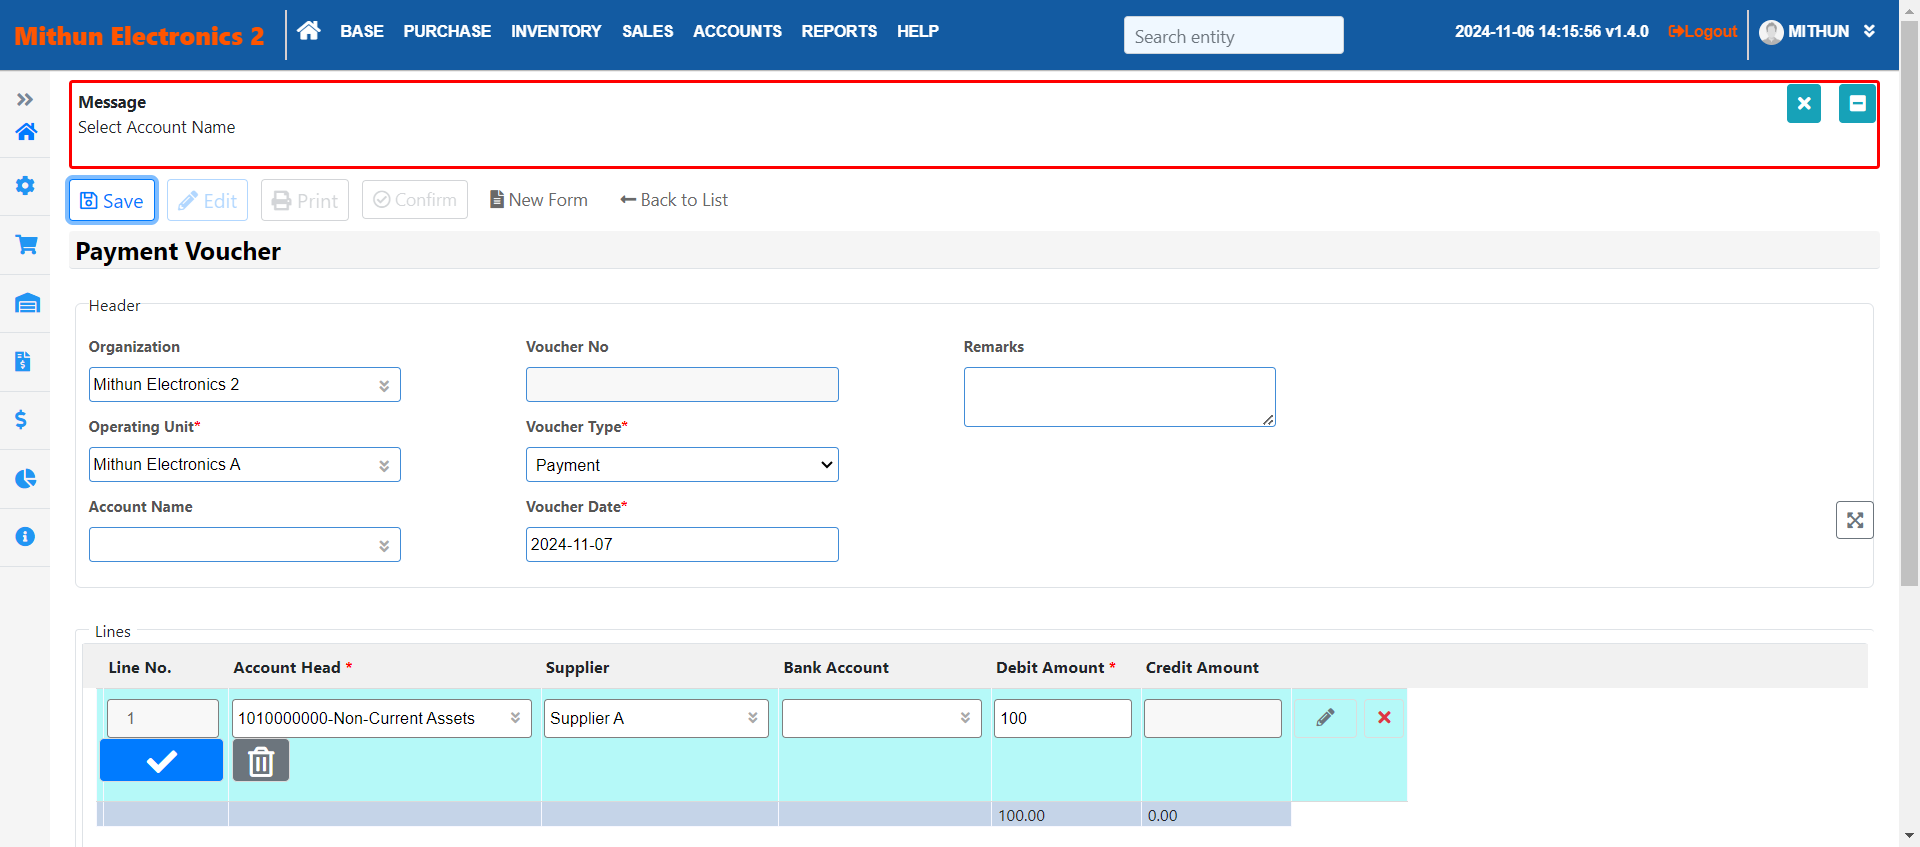 Mithun Electronics 2
BASE PURCHASE INVENTORY SALES ACCOUNTS REPORTS HELP
Search entity
2024-11-06 14:15:56 v1.4.0 Logout MITHUN
Message
Select Account Name
Save Edit Print Confirm New Form Back to List
Payment Voucher
Header
Organization Voucher No Remarks
Mithun Electronics 2
Operating Unit* Voucher Type*
Mithun Electronics A Payment
Account Name Voucher Date*
2024-11-07
Lines
Line No. Account Head * Supplier Bank Account Debit Amount * Credit Amount
1 1010000000-Non-Current Assets Supplier A 100
100.00 0.00